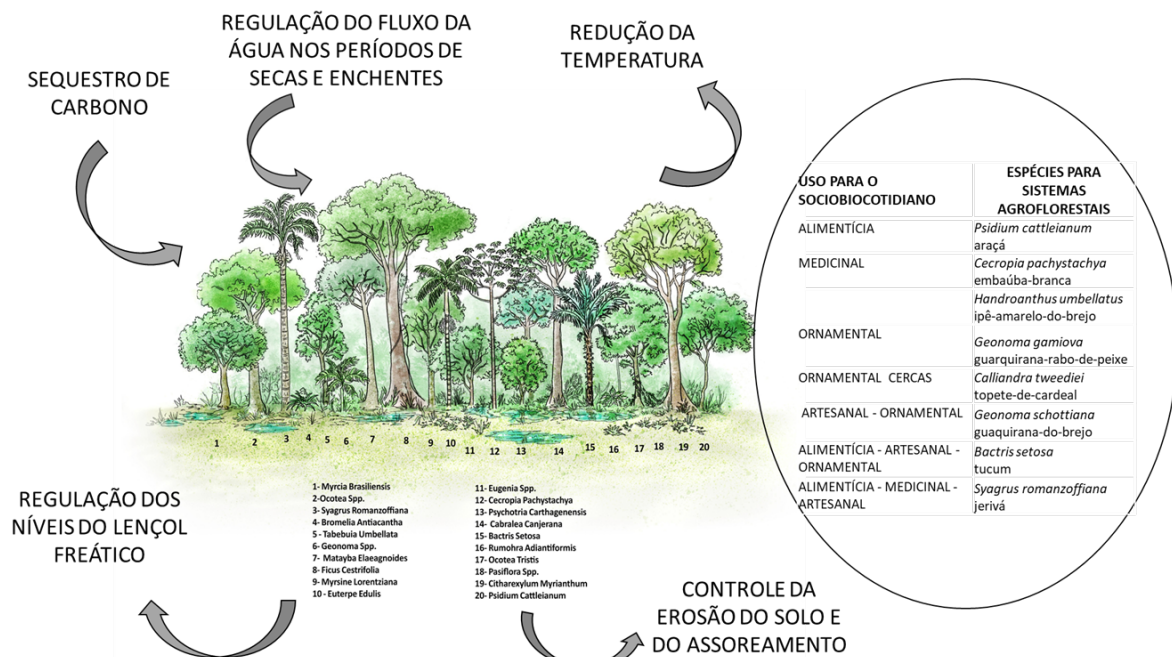 REGULAÇÃO DO FLUXO DA
ÁGUA NOS PERÍODOS DE
SECAS E ENCHENTES
REDUÇÃO DA
TEMPERATURA
SEQUESTRO DE
CARBONO
USO PARA O
SOCIOBIOCOTIDIANO
ESPÉCIES PARA
SISTEMAS
AGROFLORESTAIS
ALIMENTÍCIA
Psidium cattleianum
araçá
MEDICINAL
Cecropia pachystachya
embaúba-branca
Handroanthus umbellatus
ipê-amarelo-do-brejo
ORNAMENTAL
Geonoma gamiova
guarquirana-rabo-de-peixe
ORNAMENTAL CERCAS
Calliandra tweediei
topete-de-cardeal
ARTESANAL - ORNAMENTAL
Geonoma schottiana
guaquirana-do-brejo
ALIMENTÍCIA - ARTESANAL -
ORNAMENTAL
Bactris setosa
tucum
ALIMENTÍCIA - MEDICINAL -
ARTESANAL
Syagrus romanzoffiana
jerivá
1 2 3 4 5 6 7 8 9 10 11 12 13 14 15 16 17 18 19 20
REGULAÇÃO DOS
NÍVEIS DO LENÇOL
FREÁTICO
1- Myrcia Brasiliensis
2-Ocotea Spp.
3- Syagrus Romanzoffiana
4- Bromelia Antiacantha
5 - Tabebuia Umbellata
6- Geonoma Spp.
7- Matayba Elaeagnoides
8- Ficus Cestrifolia
9- Myrsine Lorentziana
10 - Euterpe Edulis
11- Eugenia Spp.
12- Cecropia Pachystachya
13- Psychotria Carthagenensis
14- Cabralea Canjerana
15- Bactris Setosa
16- Rumohra Adiantiformis
17- Ocotea Tristis
18- Pasiflora Spp.
19- Citharexylum Myrianthum
20- Psidium Cattleianum
CONTROLE DA
EROSÃO DO SOLO E
DO ASSOREAMENTO